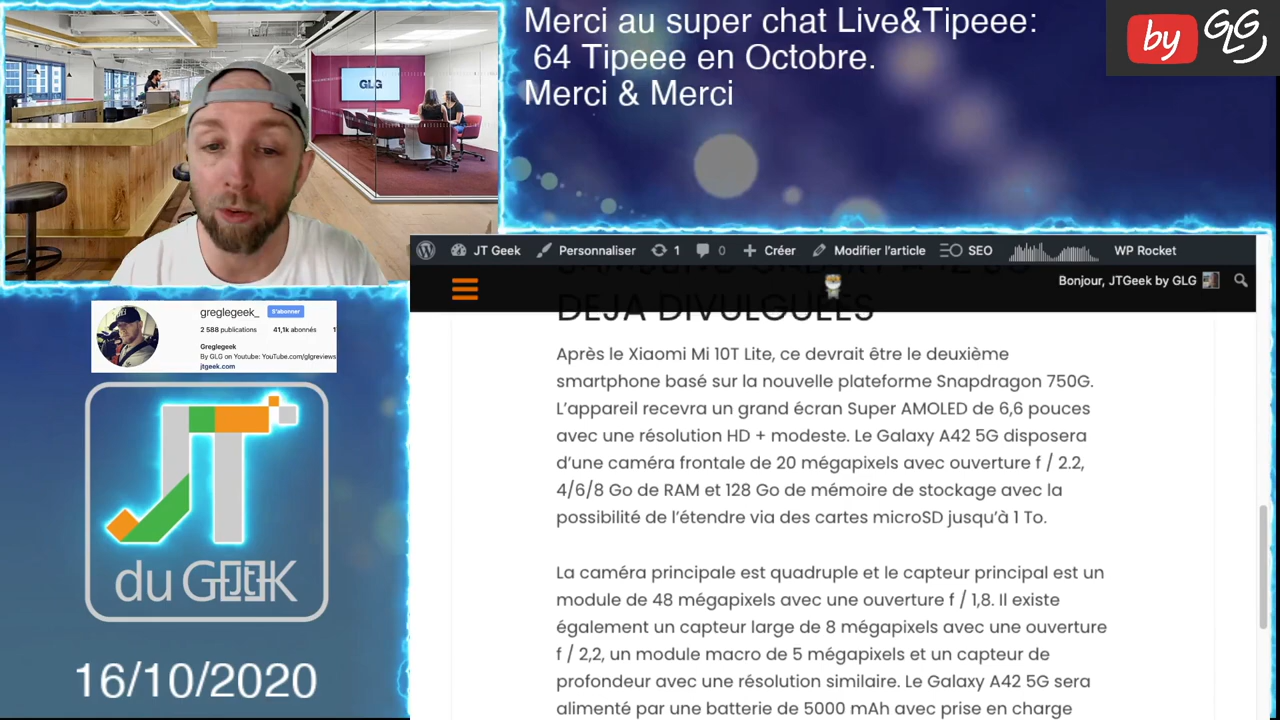 Merci au super chat Live&Tipeee:
64 Tipeee en Octobre.
Merci & Merci
by GLG
GLG
JT Geek
Personnaliser
1
0
Créer
Modifier l'article
SEO
WP Rocket
Bonjour, JTGeek by GLG
DÉJÀ DIVULGUÉES
Après le Xiaomi Mi 10T Lite, ce devrait être le deuxième
smartphone basé sur la nouvelle plateforme Snapdragon 750G.
L'appareil recevra un grand écran Super AMOLED de 6,6 pouces
avec une résolution HD + modeste. Le Galaxy A42 5G disposera
d'une caméra frontale de 20 mégapixels avec ouverture f / 2.2,
4/6/8 Go de RAM et 128 Go de mémoire de stockage avec la
possibilité de l'étendre via des cartes microSD jusqu'à 1 To.
La caméra principale est quadruple et le capteur principal est un
module de 48 mégapixels avec une ouverture f / 1,8. Il existe
également un capteur large de 8 mégapixels avec une ouverture
f / 2,2, un module macro de 5 mégapixels et un capteur de
profondeur avec une résolution similaire. Le Galaxy A42 5G sera
alimenté par une batterie de 5000 mAh avec prise en charge
greglegeek_
S'abonner
2 588 publications
41,1k abonnés
1
Greglegeek
By GLG on Youtube: YouTube.com/glgreviews
jtgeek.com
JT
du GEEK
16/10/2020